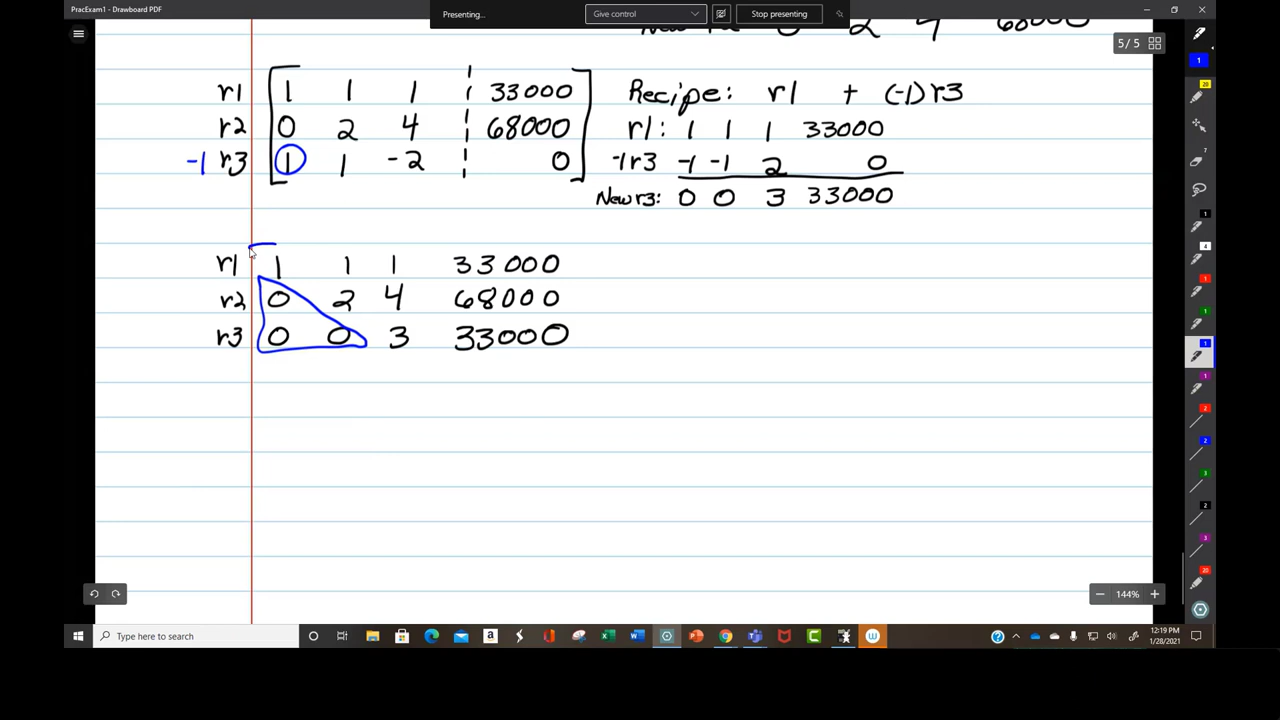 PracExam1 - Drawboard PDF
Presenting...
Give control
Stop presenting
5 / 5
68000
r1 1 1 1 33000
r2 0 2 4 68000
-1 r3 1 1 -2 0
Recipe: r1 + (-1)r3
r1: 1 1 1 33000
-1r3 -1 -1 2 0
New r3: 0 0 3 33000
r1 1 1 1 33000
r2 0 2 4 68000
r3 0 0 3 33000
144%
Type here to search
12:19 PM
1/28/2021